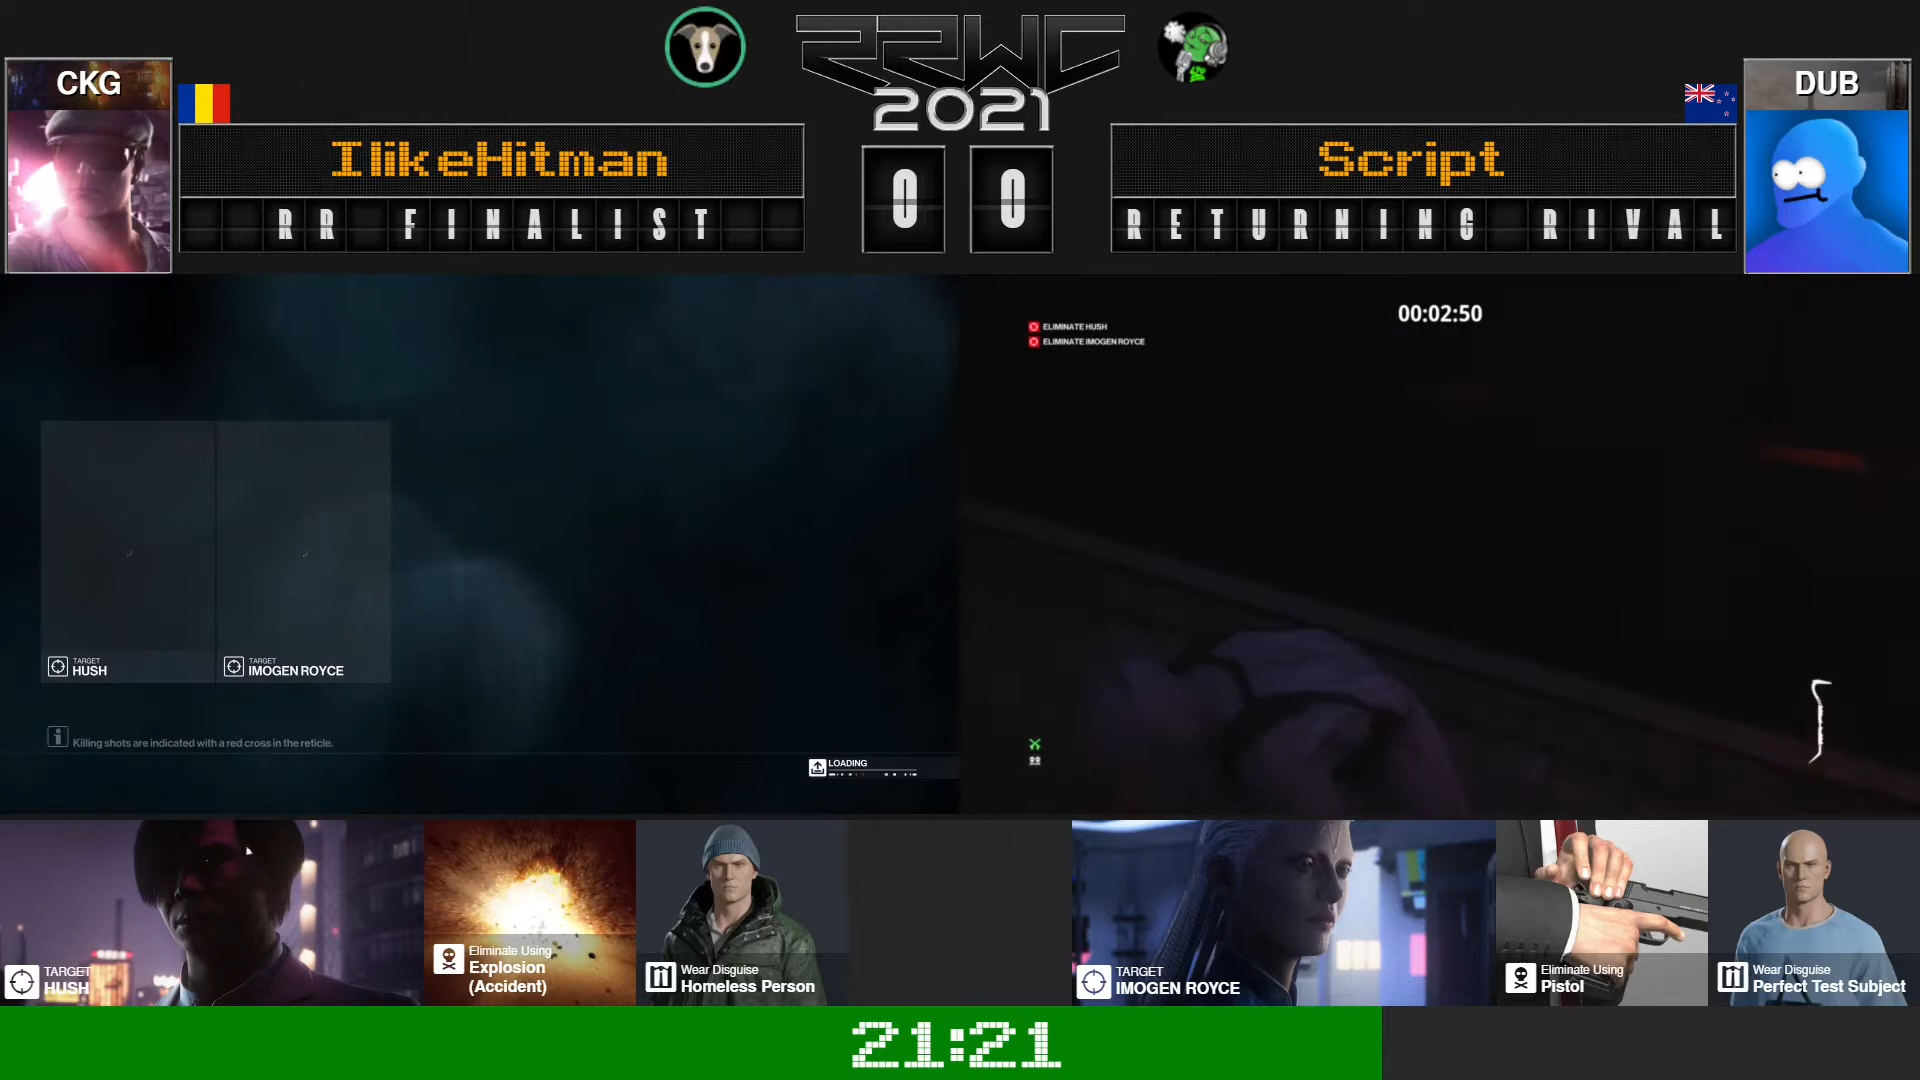 RRWC
2021
CKG
DUB
IlikeHitman
0 0
Script
RR FINALIST
RETURNING RIVAL
00:02:50
ELIMINATE HUSH
ELIMINATE IMOGEN ROYCE
TARGET
HUSH
TARGET
IMOGEN ROYCE
Killing shots are indicated with a red cross in the reticle.
LOADING
TARGET
HUSH
Eliminate Using
Explosion
(Accident)
Wear Disguise
Homeless Person
TARGET
IMOGEN ROYCE
Eliminate Using
Pistol
Wear Disguise
Perfect Test Subject
21:21